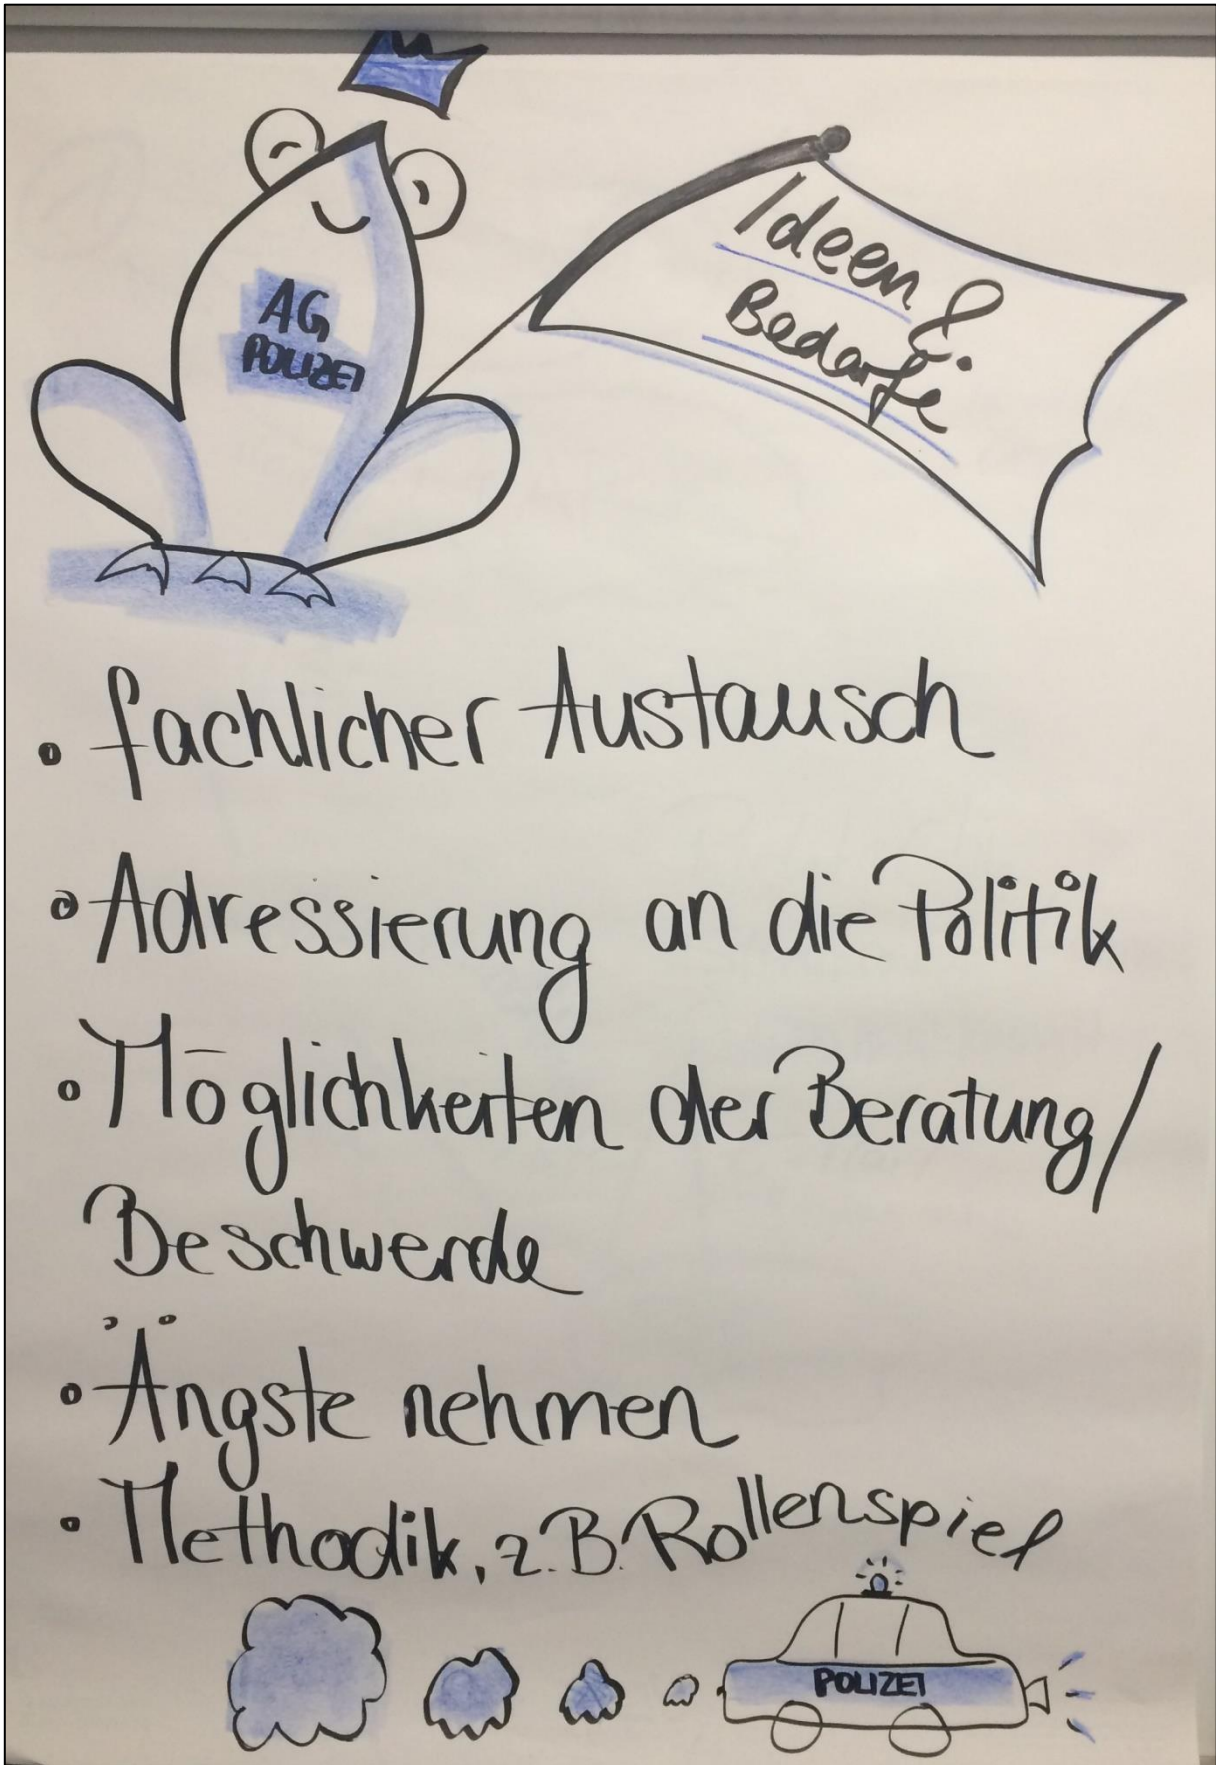 AG
POLIZEI
Ideen &
Bedarfe
• fachlicher Austausch
• Adressierung an die Politik
• Möglichkeiten der Beratung/
Beschwerde
• Ängste nehmen
• Methodik, z.B. Rollenspiel
POLIZEI